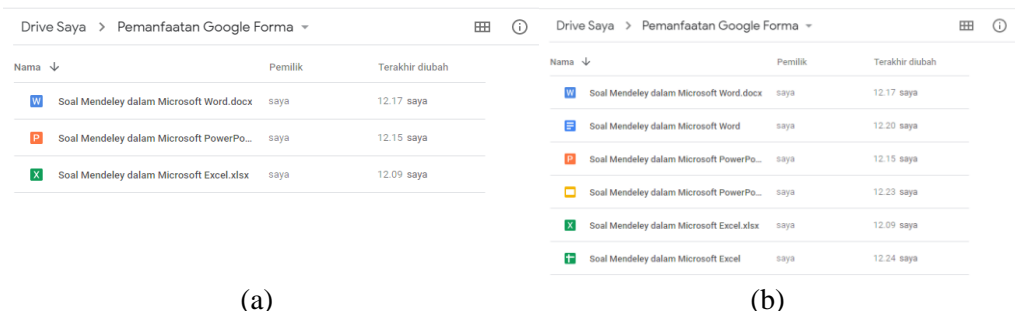 Drive Saya > Pemanfaatan Google Forma
Nama Pemilik Terakhir diubah
W Soal Mendeley dalam Microsoft Word.docx saya 12.17 saya
P Soal Mendeley dalam Microsoft PowerPo... saya 12.15 saya
X Soal Mendeley dalam Microsoft Excel.xlsx saya 12.09 saya
(a)
Drive Saya > Pemanfaatan Google Forma
Nama Pemilik Terakhir diubah
W Soal Mendeley dalam Microsoft Word.docx saya 12.17 saya
Soal Mendeley dalam Microsoft Word saya 12.20 saya
P Soal Mendeley dalam Microsoft PowerPo... saya 12.15 saya
Soal Mendeley dalam Microsoft PowerPo... saya 12.23 saya
X Soal Mendeley dalam Microsoft Excel.xlsx saya 12.09 saya
Soal Mendeley dalam Microsoft Excel saya 12.24 saya
(b)